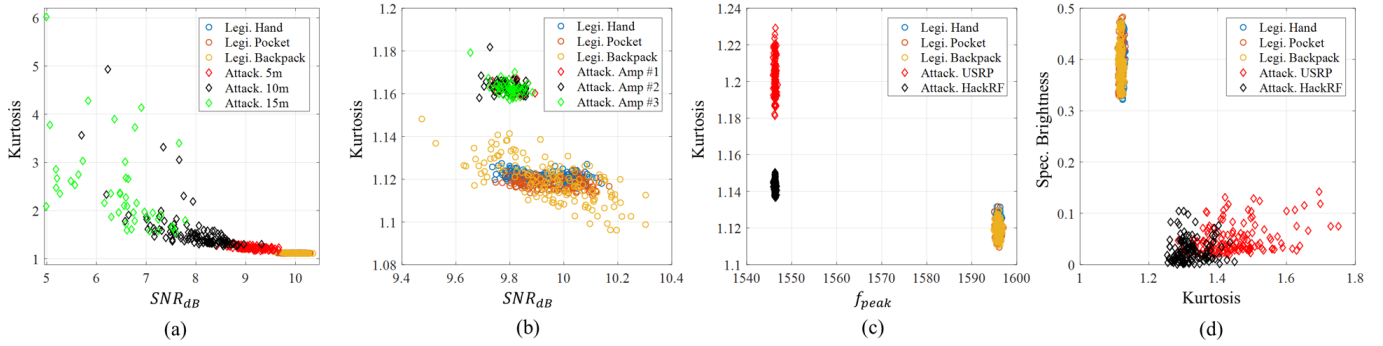 Kurtosis
6
5
4
3
2
1
5
6
7
8
9
10
SNR_dB
Legi. Hand
Legi. Pocket
Legi. Backpack
Attack. 5m
Attack. 10m
Attack. 15m
(a)
Kurtosis
1.2
1.18
1.16
1.14
1.12
1.1
1.08
9.4
9.6
9.8
10
10.2
10.4
SNR_dB
Legi. Hand
Legi. Pocket
Legi. Backpack
Attack. Amp #1
Attack. Amp #2
Attack. Amp #3
(b)
Kurtosis
1.24
1.22
1.2
1.18
1.16
1.14
1.12
1.1
1540
1550
1560
1570
1580
1590
1600
f_peak
Legi. Hand
Legi. Pocket
Legi. Backpack
Attack. USRP
Attack. HackRF
(c)
Spec. Brightness
0.5
0.4
0.3
0.2
0.1
0
1
1.2
1.4
1.6
1.8
Kurtosis
Legi. Hand
Legi. Pocket
Legi. Backpack
Attack. USRP
Attack. HackRF
(d)